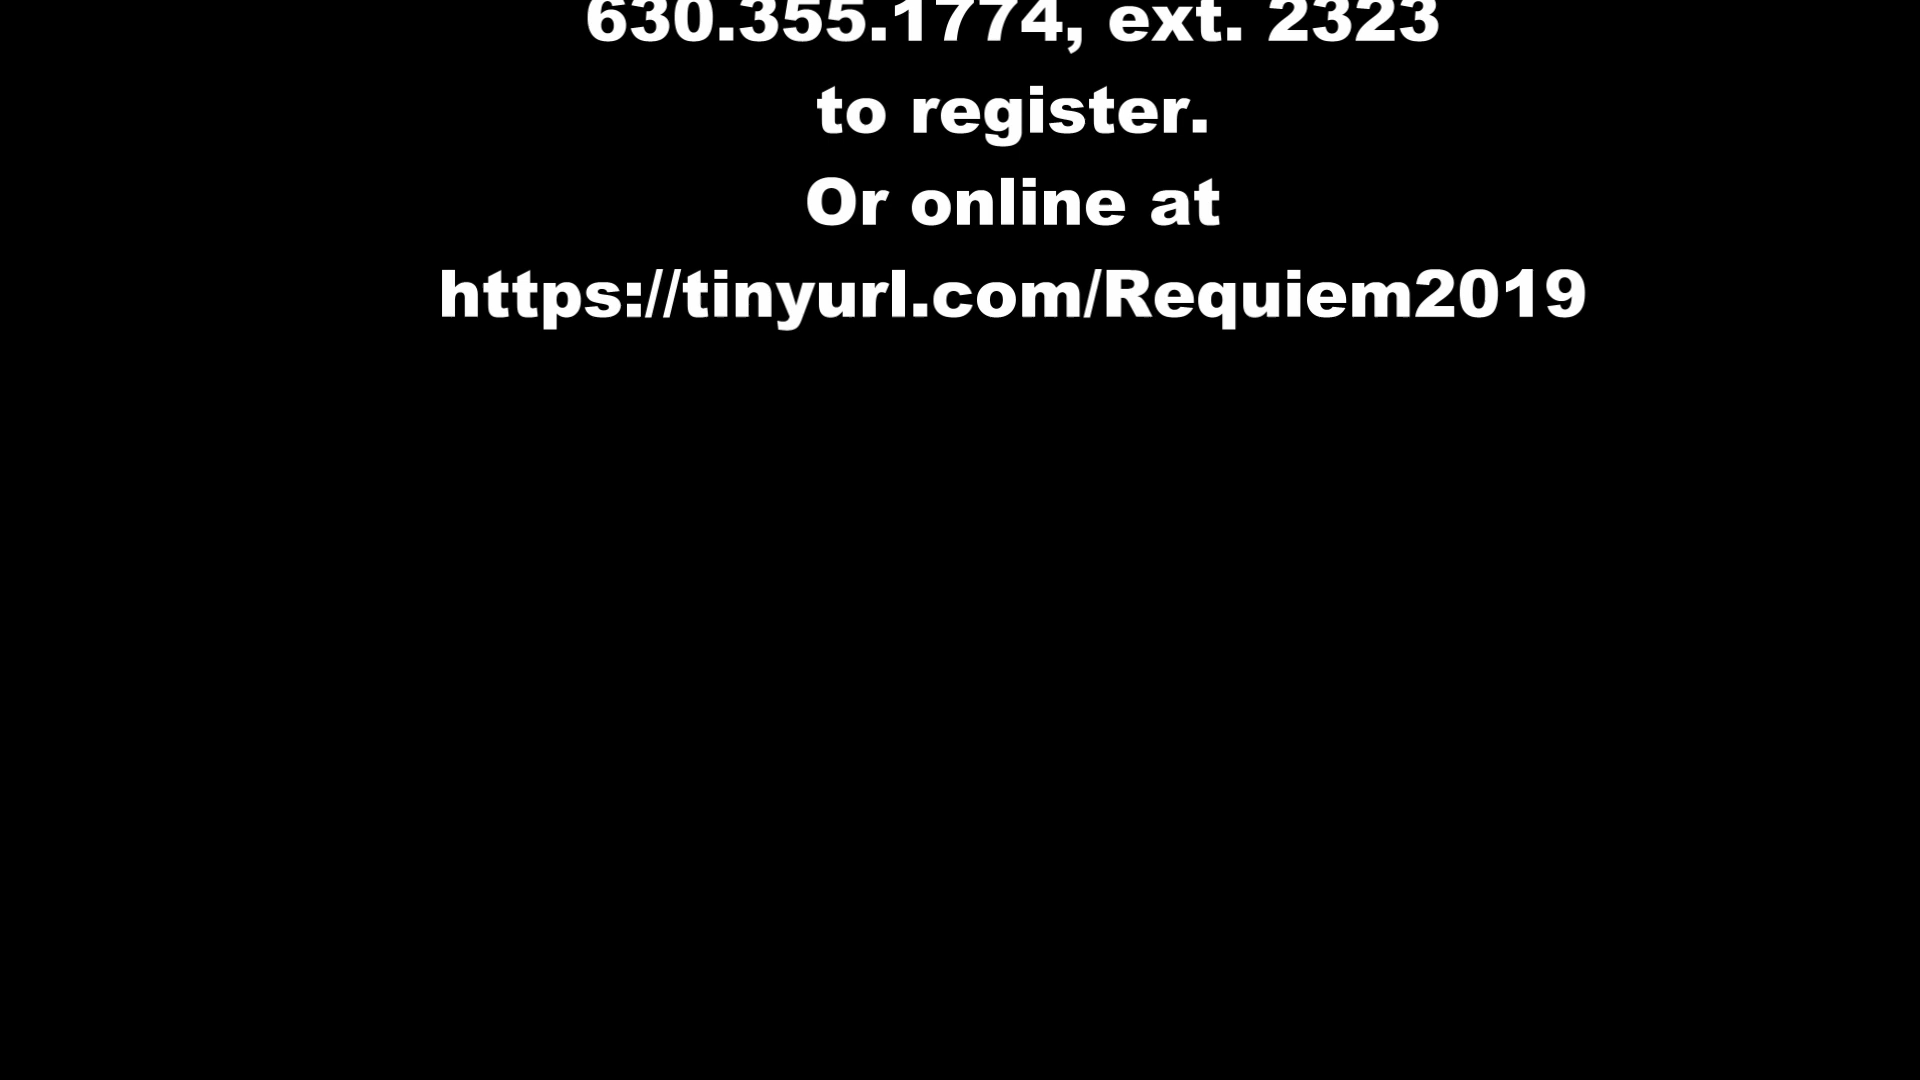 630.355.1774, ext. 2323
to register.
Or online at
https://tinyurl.com/Requiem2019